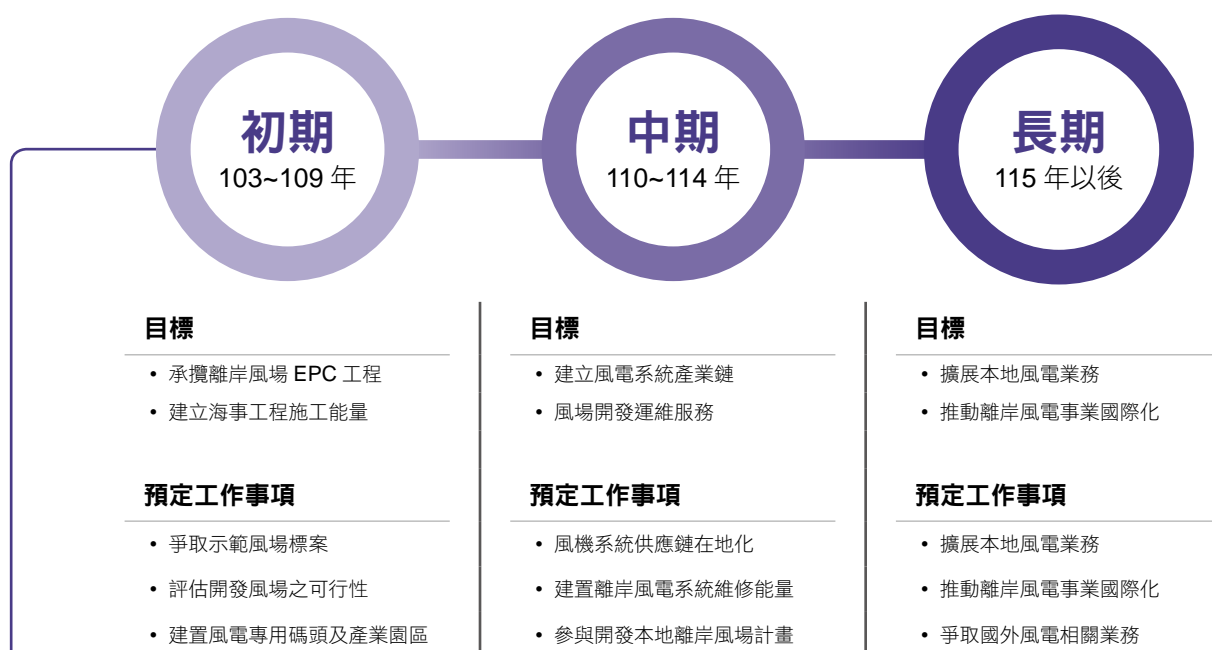 初期
103~109 年
中期
110~114 年
長期
115 年以後
目標
• 承攬離岸風場 EPC 工程
• 建立海事工程施工能量
預定工作事項
• 爭取示範風場標案
• 評估開發風場之可行性
• 建置風電專用碼頭及產業園區
目標
• 建立風電系統產業鏈
• 風場開發運維服務
預定工作事項
• 風機系統供應鏈在地化
• 建置離岸風電系統維修能量
• 參與開發本地離岸風場計畫
目標
• 擴展本地風電業務
• 推動離岸風電事業國際化
預定工作事項
• 擴展本地風電業務
• 推動離岸風電事業國際化
• 爭取國外風電相關業務